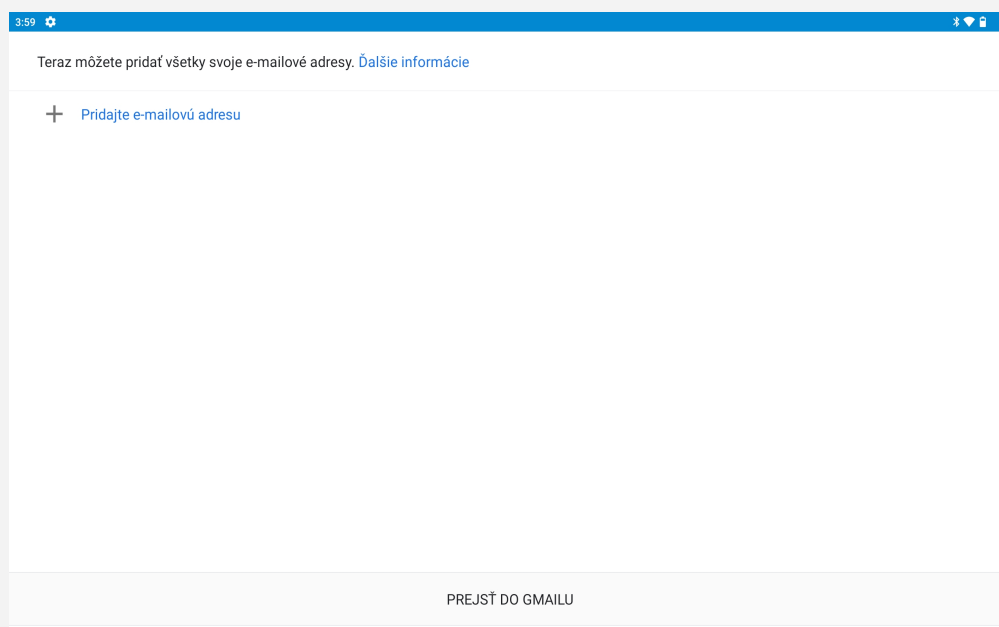 3:59
Teraz môžete pridať všetky svoje e-mailové adresy. Ďalšie informácie
Pridajte e-mailovú adresu
PREJSŤ DO GMAILU